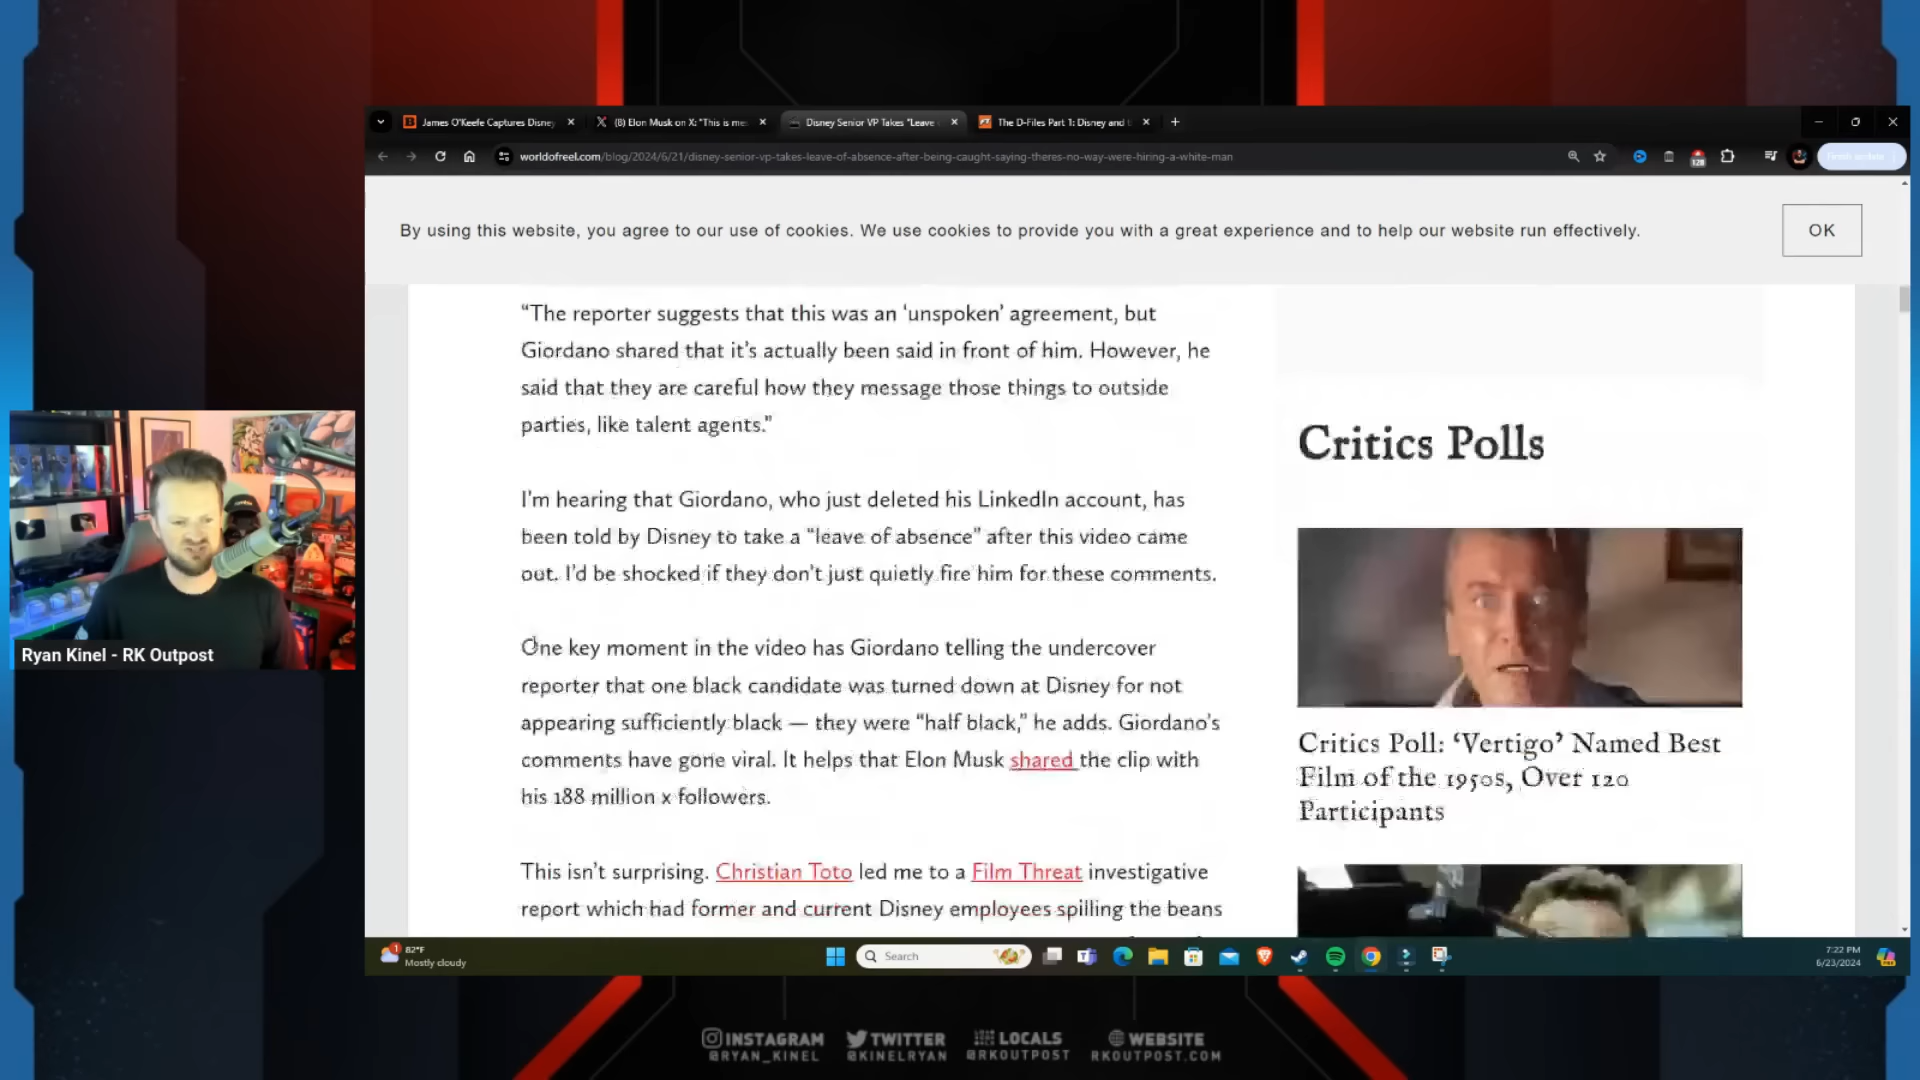 James O'Keefe Captures Disney
(8) Elon Musk on X: "This is me
Disney Senior VP Takes "Leave
The D-Files Part 1: Disney and
worldofreel.com/blog/2024/6/21/disney-senior-vp-takes-leave-of-absence-after-being-caught-saying-theres-no-way-were-hiring-a-white-man
128
By using this website, you agree to our use of cookies. We use cookies to provide you with a great experience and to help our website run effectively.
OK
“The reporter suggests that this was an ‘unspoken’ agreement, but
Giordano shared that it’s actually been said in front of him. However, he
said that they are careful how they message those things to outside
parties, like talent agents.”
I’m hearing that Giordano, who just deleted his LinkedIn account, has
been told by Disney to take a “leave of absence” after this video came
out. I’d be shocked if they don’t just quietly fire him for these comments.
One key moment in the video has Giordano telling the undercover
reporter that one black candidate was turned down at Disney for not
appearing sufficiently black — they were “half black,” he adds. Giordano’s
comments have gone viral. It helps that Elon Musk shared the clip with
his 188 million x followers.
This isn’t surprising. Christian Toto led me to a Film Threat investigative
report which had former and current Disney employees spilling the beans
Critics Polls
Critics Poll: ‘Vertigo’ Named Best
Film of the 1950s, Over 120
Participants
Ryan Kinel - RK Outpost
1
82°F
Mostly cloudy
Search
7:22 PM
6/23/2024
INSTAGRAM
@RYAN_KINEL
TWITTER
@KINELRYAN
LOCALS
@RKOUTPOST
WEBSITE
RKOUTPOST.COM